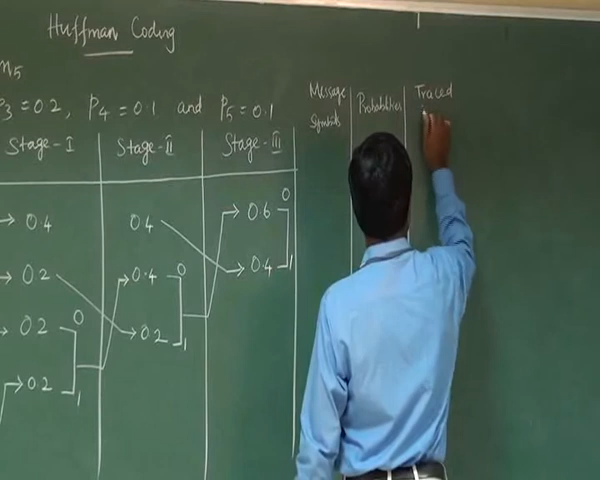 Huffman Coding
m5
P3 = 0.2, P4 = 0.1 and P5 = 0.1
Stage-I Stage-II Stage-III
0.4 0.4 0.6 0
0.2 0.4 0 0.4 1
0.2 0 0.2 1
0.2 1
Message Probabilities Traced
Symbols